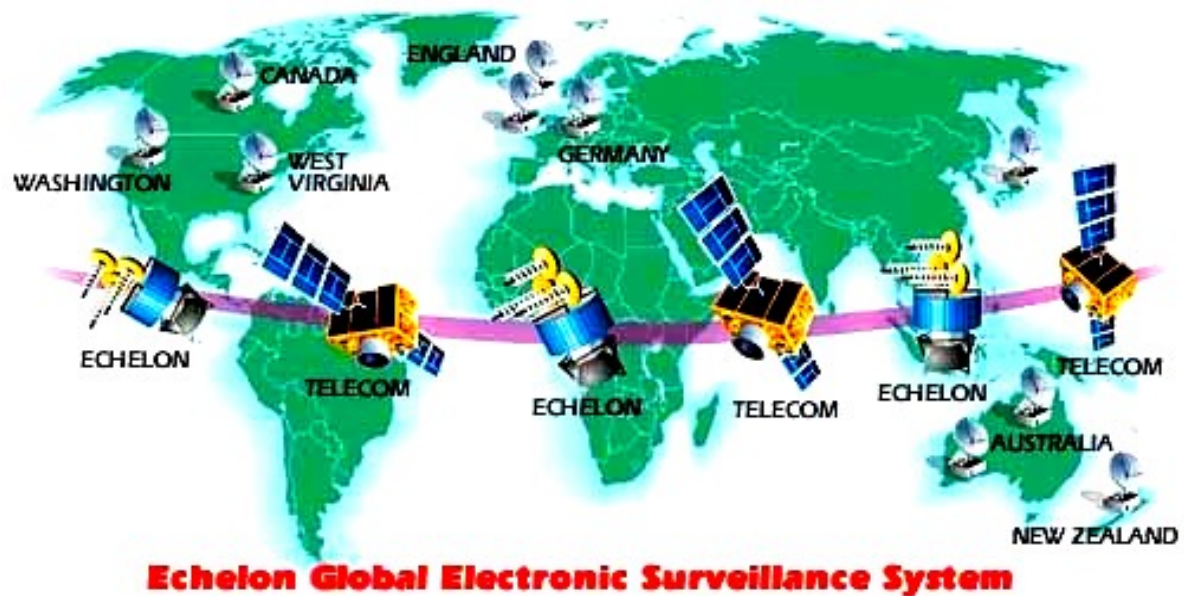 ENGLAND
CANADA
GERMANY
WEST
VIRGINIA
WASHINGTON
ECHELON
TELECOM
ECHELON
TELECOM
ECHELON
TELECOM
AUSTRALIA
NEW ZEALAND
Echelon Global Electronic Surveillance System